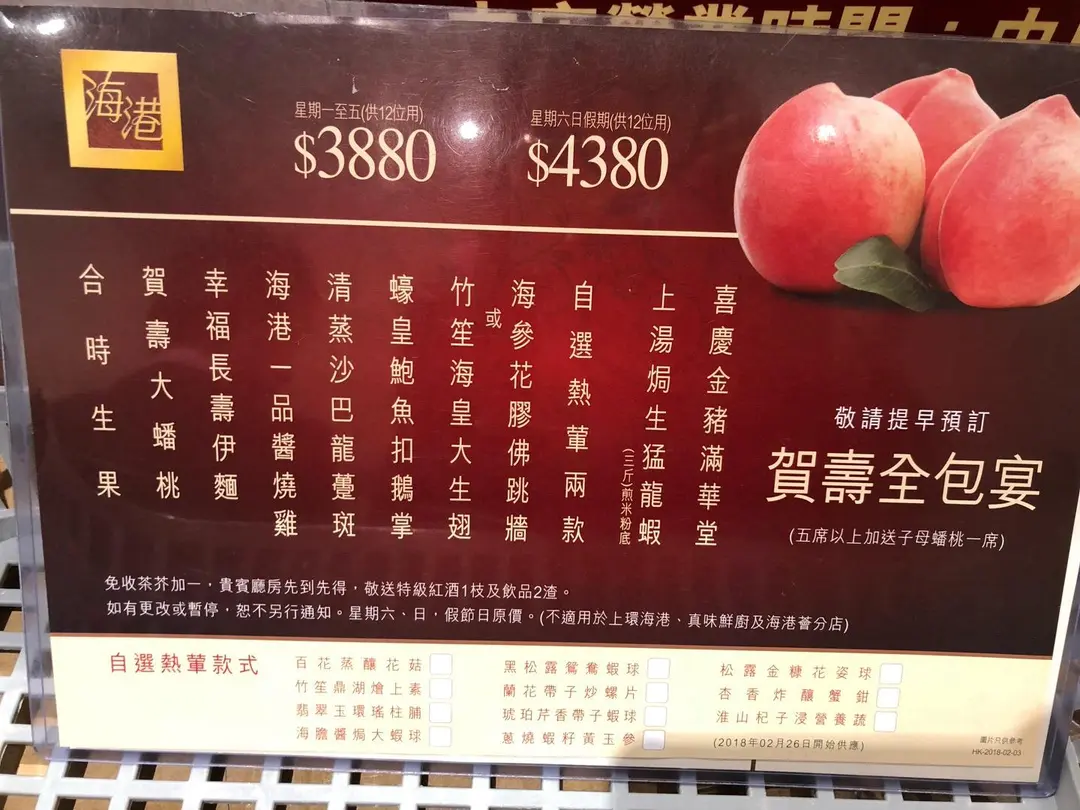 海港
星期一至五(供12位用)
$3880
星期六日假期(供12位用)
$4380
喜慶金豬滿華堂
上湯焗生猛龍蝦
(三斤)煎米粉底
自選熱葷兩款
海參花膠佛跳牆
或
竹笙海皇大生翅
蠔皇鮑魚扣鵝掌
清蒸沙巴龍躉斑
海港一品醬燒雞
幸福長壽伊麵
賀壽大蟠桃
合時生果
敬請提早預訂
賀壽全包宴
(五席以上加送子母蟠桃一席)
免收茶芥加一，貴賓廳房先到先得，敬送特級紅酒1枝及飲品2渣。
如有更改或暫停，恕不另行通知。星期六、日，假節日原價。(不適用於上環海港、真味鮮廚及海港薈分店)
自選熱葷款式
百花蒸釀花菇
竹笙鼎湖燴上素
翡翠玉環瑤柱脯
海膽醬焗大蝦球
黑松露鴛鴦蝦球
蘭花帶子炒螺片
琥珀芹香帶子蝦球
蔥燒蝦籽黃玉參
松露金糠花姿球
杏香炸釀蟹鉗
淮山杞子浸營養蔬
(2018年02月26日開始供應)
圖片只供參考
HK-2018-02-03